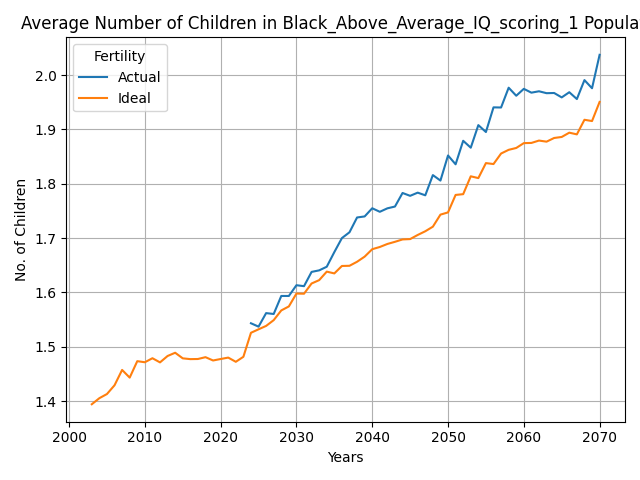 Average Number of Children in Black_Above_Average_IQ_scoring_1 Popula
Fertility
Actual
Ideal
No. of Children
2.0
1.9
1.8
1.7
1.6
1.5
1.4
2000 2010 2020 2030 2040 2050 2060 2070
Years